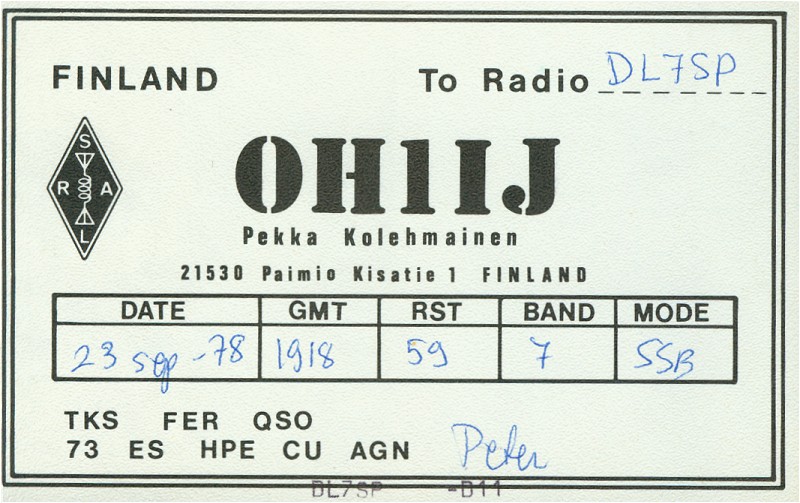 FINLAND To Radio DL7SP
S
R A
L
OH1IJ
Pekka Kolehmainen
21530 Paimio Kisatie 1 FINLAND
DATE GMT RST BAND MODE
23 sep -78 1918 59 7 SSB
TKS FER QSO
73 ES HPE CU AGN Peter
DL7SP -D11